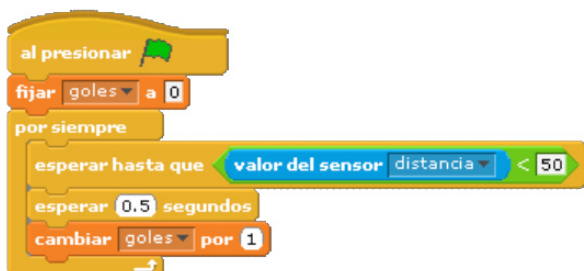 al presionar
fijar goles a 0
por siempre
esperar hasta que valor del sensor distancia < 50
esperar 0.5 segundos
cambiar goles por 1